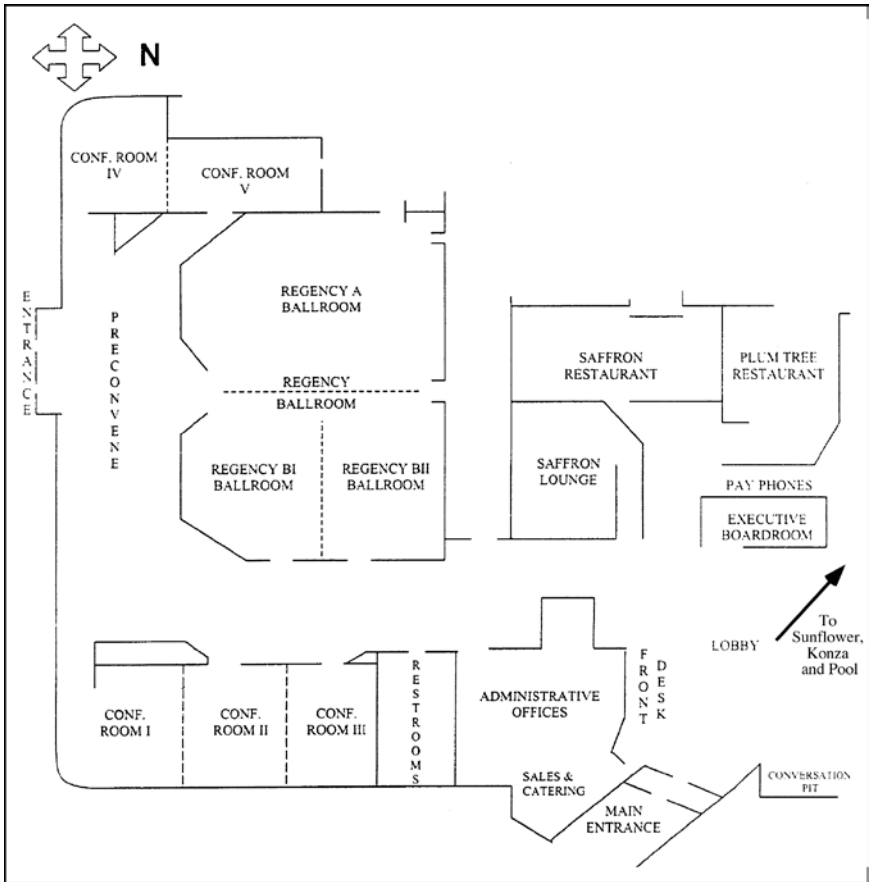 N
CONF. ROOM
IV
CONF. ROOM
V
REGENCY A
BALLROOM
ENTRANCE
PRECONVENE
REGENCY
BALLROOM
SAFFRON
RESTAURANT
PLUM TREE
RESTAURANT
REGENCY BI
BALLROOM
REGENCY BII
BALLROOM
SAFFRON
LOUNGE
PAY PHONES
EXECUTIVE
BOARDROOM
To
Sunflower,
Konza
and Pool
LOBBY
FRONT
DESK
RESTROOMS
ADMINISTRATIVE
OFFICES
CONF.
ROOM I
CONF.
ROOM II
CONF.
ROOM III
SALES &
CATERING
MAIN
ENTRANCE
CONVERSATION
PIT